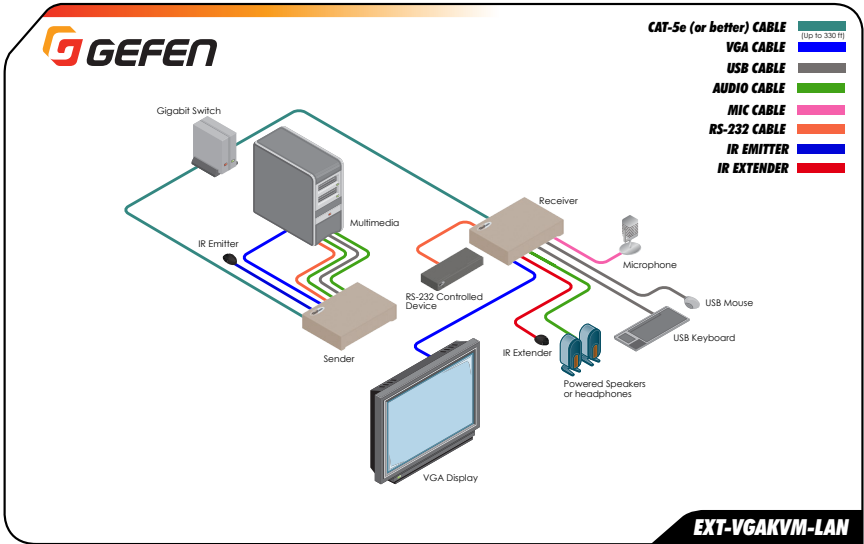 GEFEN
CAT-5e (or better) CABLE
(Up to 330 ft)
VGA CABLE
USB CABLE
AUDIO CABLE
MIC CABLE
RS-232 CABLE
IR EMITTER
IR EXTENDER
Gigabit Switch
Multimedia
IR Emitter
Sender
Receiver
Microphone
RS-232 Controlled
Device
USB Mouse
USB Keyboard
IR Extender
Powered Speakers
or headphones
VGA Display
EXT-VGAKVM-LAN